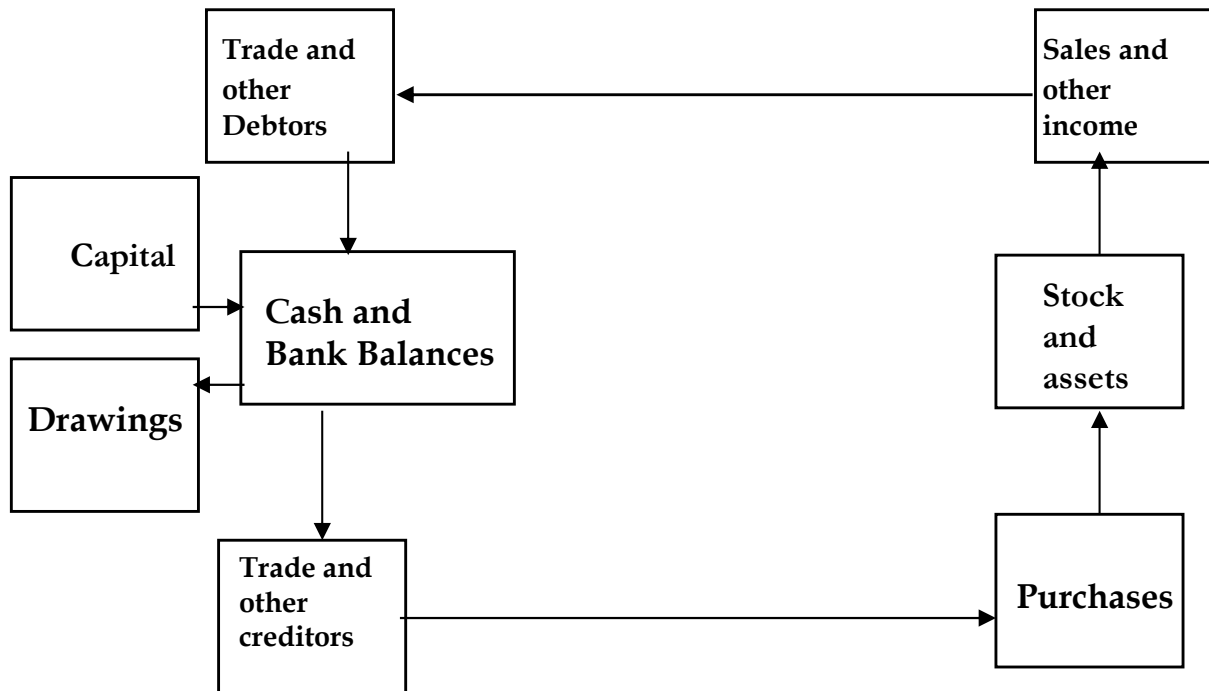 Trade and
other
Debtors
Sales and
other
income
Capital
Cash and
Bank Balances
Stock
and
assets
Drawings
Trade and
other
creditors
Purchases